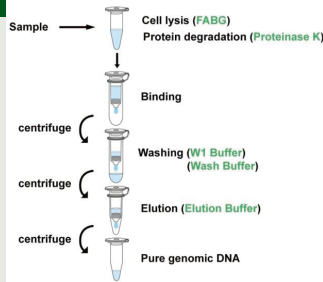 Sample
Cell lysis (FABG)
Protein degradation (Proteinase K)
Binding
centrifuge
Washing (W1 Buffer)
(Wash Buffer)
centrifuge
Elution (Elution Buffer)
centrifuge
Pure genomic DNA